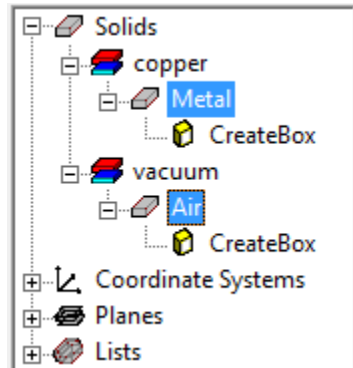 Solids
copper
Metal
CreateBox
vacuum
Air
CreateBox
Coordinate Systems
Planes
Lists